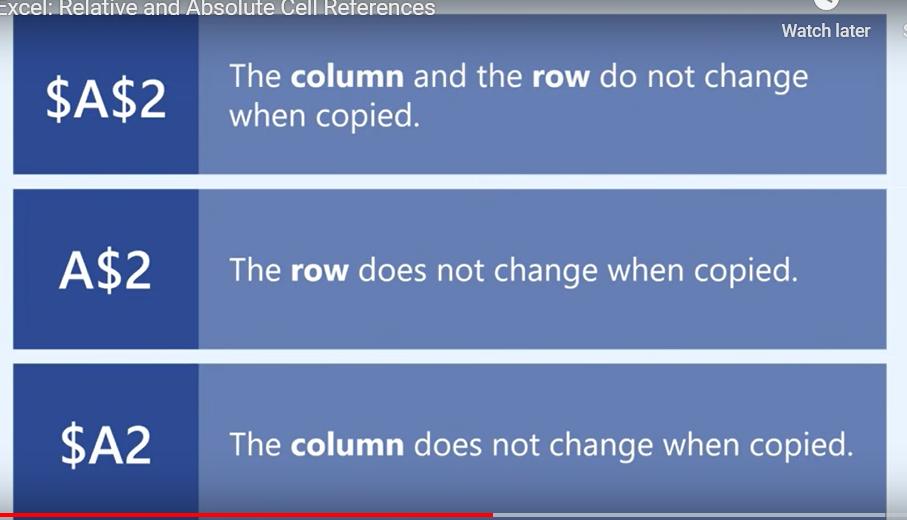 Excel: Relative and Absolute Cell References
Watch later
$A$2
The column and the row do not change
when copied.
A$2
The row does not change when copied.
$A2
The column does not change when copied.